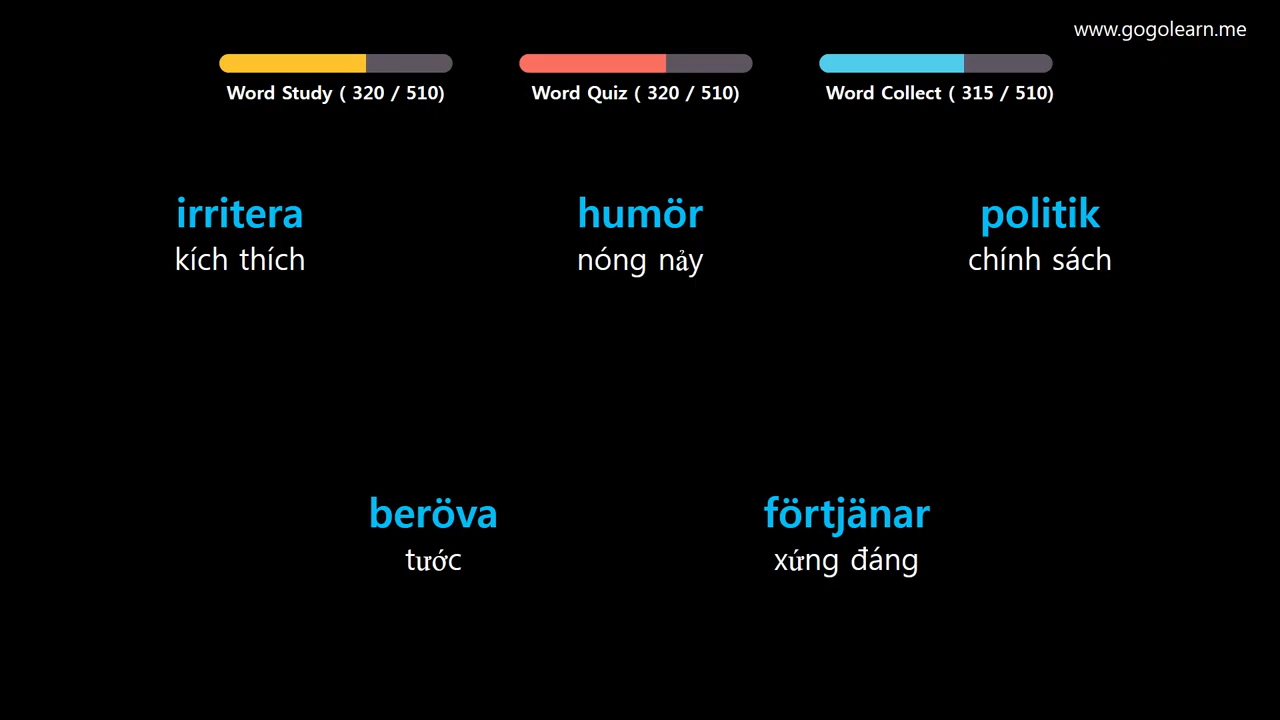 www.gogolearn.me
Word Study ( 320 / 510)
Word Quiz ( 320 / 510)
Word Collect ( 315 / 510)
irritera
kích thích
humör
nóng nảy
politik
chính sách
beröva
tước
förtjänar
xứng đáng